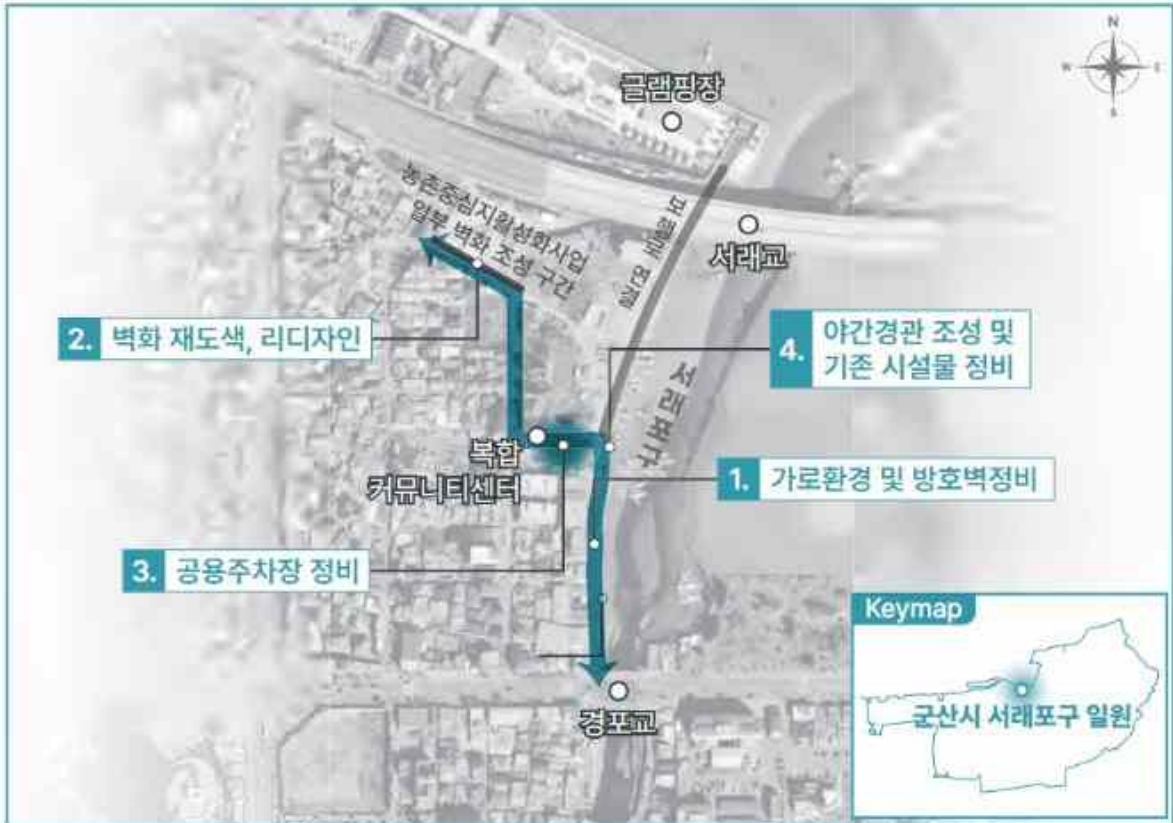 N
W
E
S
글램핑장
농촌중심지활성화사업
일부 벽화 조성 구간
보행교 연결
서래교
2. 벽화 재도색, 리디자인
4. 야간경관 조성 및
기존 시설물 정비
서래포구
복합
커뮤니티센터
1. 가로환경 및 방호벽정비
3. 공용주차장 정비
경포교
Keymap
군산시 서래포구 일원